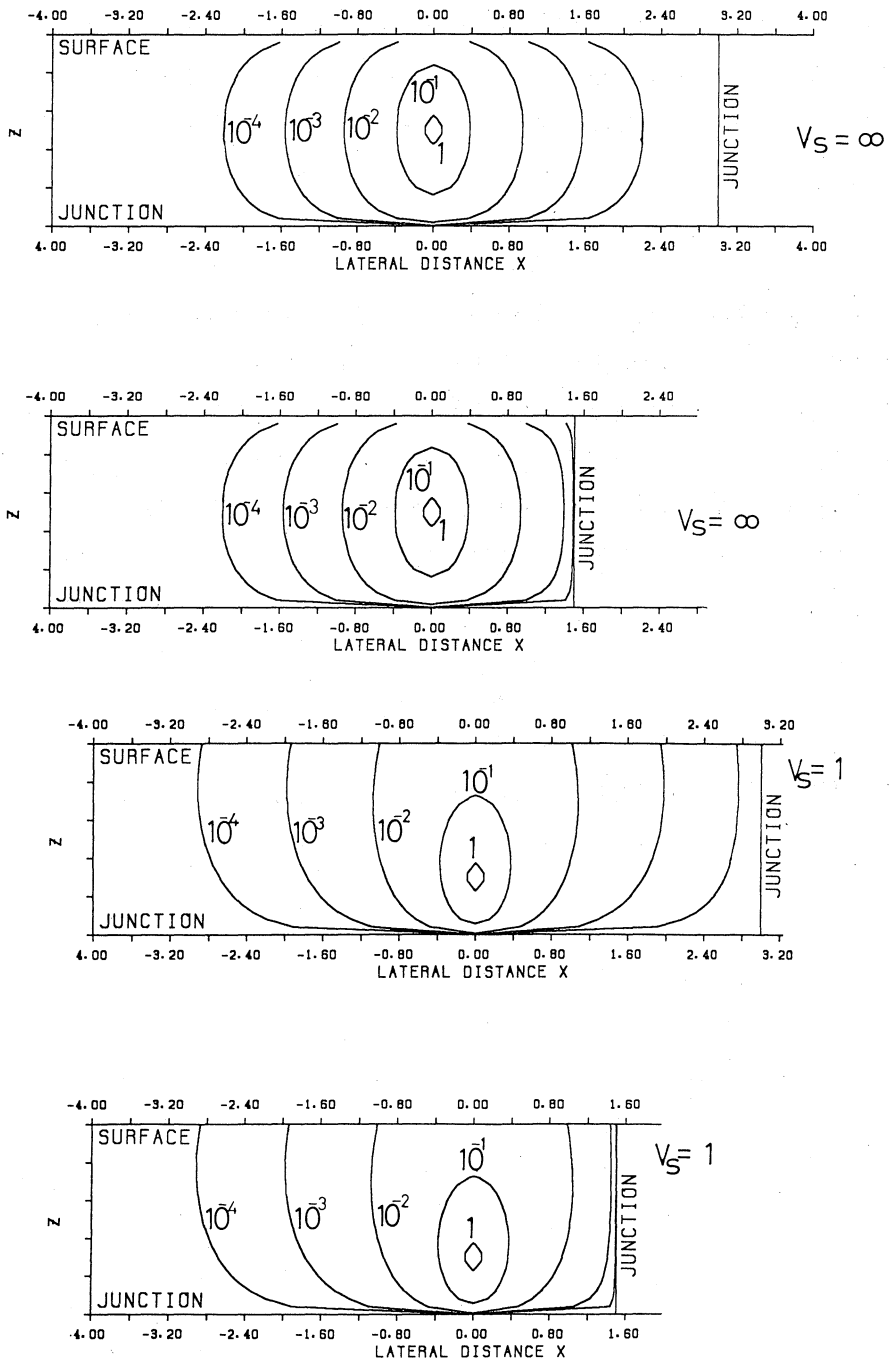 -4.00 -3.20 -2.40 -1.60 -0.80 0.00 0.80 1.60 2.40 3.20 4.00
SURFACE
10⁻¹
10⁻⁴ 10⁻³ 10⁻² 1
Z
JUNCTION
V_S = ∞
JUNCTION
4.00 -3.20 -2.40 -1.60 -0.80 0.00 0.80 1.60 2.40 3.20 4.00
LATERAL DISTANCE X
-4.00 -3.20 -2.40 -1.60 -0.80 0.00 0.80 1.60 2.40
SURFACE
10⁻¹
10⁻⁴ 10⁻³ 10⁻² 1
Z
JUNCTION
V_S = ∞
JUNCTION
4.00 -3.20 -2.40 -1.60 -0.80 0.00 0.80 1.60 2.40
LATERAL DISTANCE X
-4.00 -3.20 -2.40 -1.60 -0.80 0.00 0.80 1.60 2.40 3.20
SURFACE
V_S = 1
10⁻¹
10⁻⁴ 10⁻³ 10⁻² 1
Z
JUNCTION
JUNCTION
4.00 -3.20 -2.40 -1.60 -0.80 0.00 0.80 1.60 2.40 3.20
LATERAL DISTANCE X
-4.00 -3.20 -2.40 -1.60 -0.80 0.00 0.80 1.60
SURFACE
V_S = 1
10⁻¹
10⁻⁴ 10⁻³ 10⁻² 1
Z
JUNCTION
JUNCTION
-4.00 -3.20 -2.40 -1.60 -0.80 0.00 0.80 1.60
LATERAL DISTANCE X